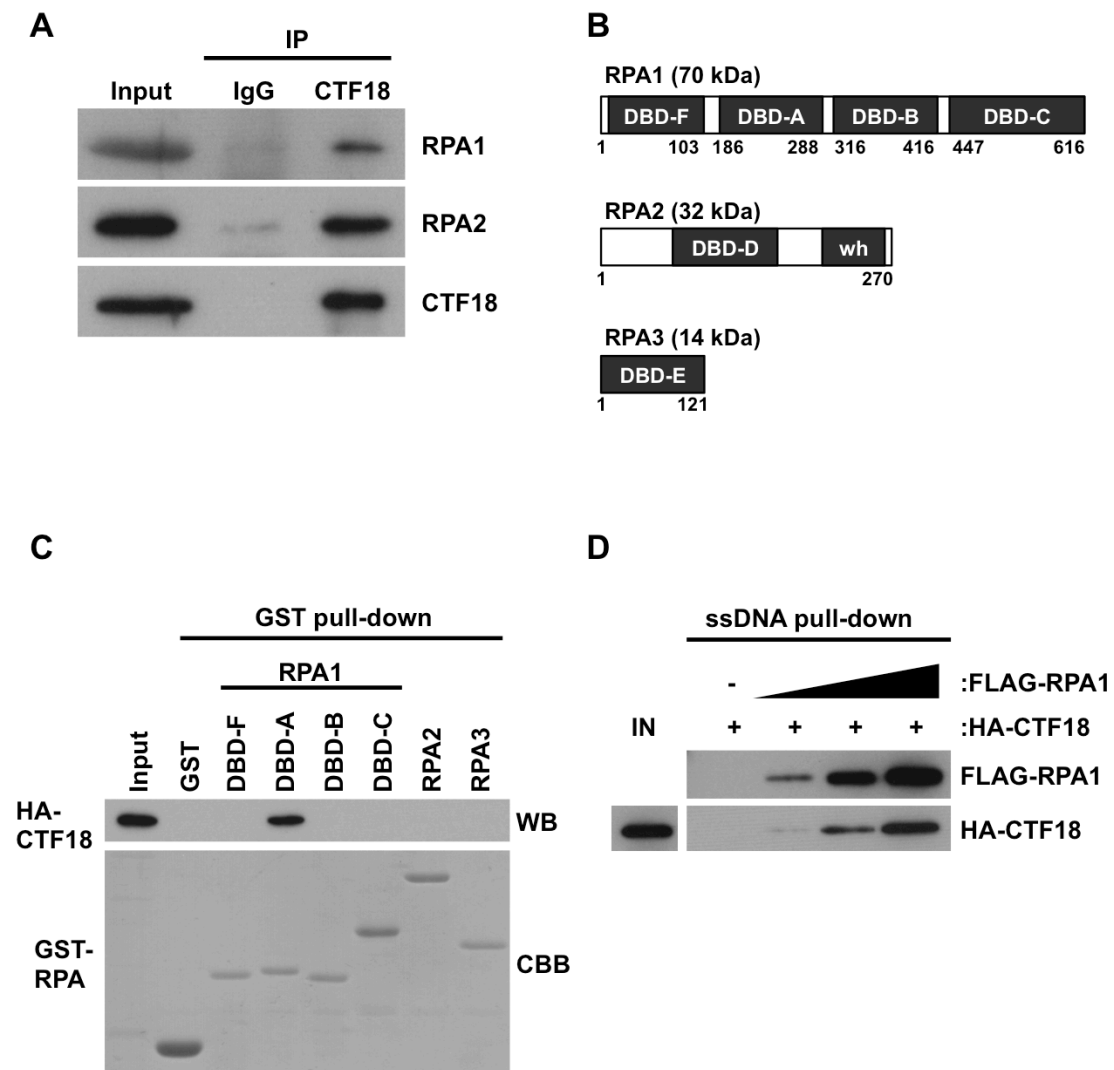 A
IP
Input IgG CTF18
RPA1
RPA2
CTF18
B
RPA1 (70 kDa)
DBD-F DBD-A DBD-B DBD-C
1 103 186 288 316 416 447 616
RPA2 (32 kDa)
DBD-D wh
1 270
RPA3 (14 kDa)
DBD-E
1 121
C
GST pull-down
RPA1
Input GST DBD-F DBD-A DBD-B DBD-C RPA2 RPA3
HA-
CTF18
WB
GST-
RPA
CBB
D
ssDNA pull-down
- :FLAG-RPA1
IN + + + + :HA-CTF18
FLAG-RPA1
HA-CTF18